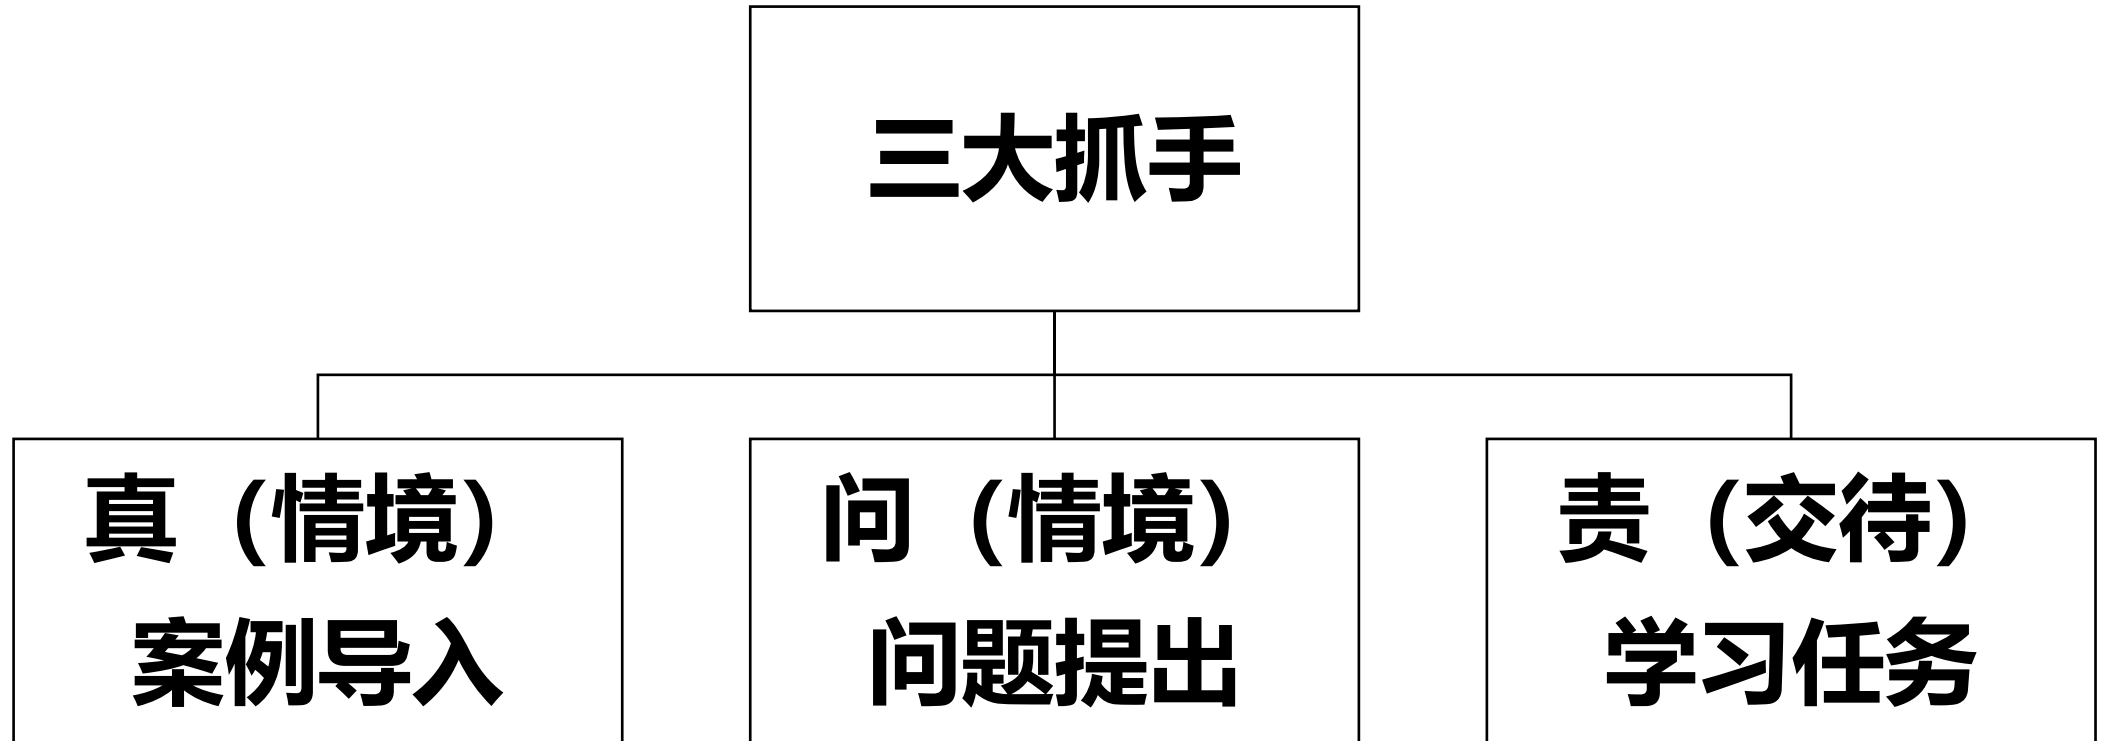 三大抓手
真（情境）
案例导入
问（情境）
问题提出
责（交待）
学习任务